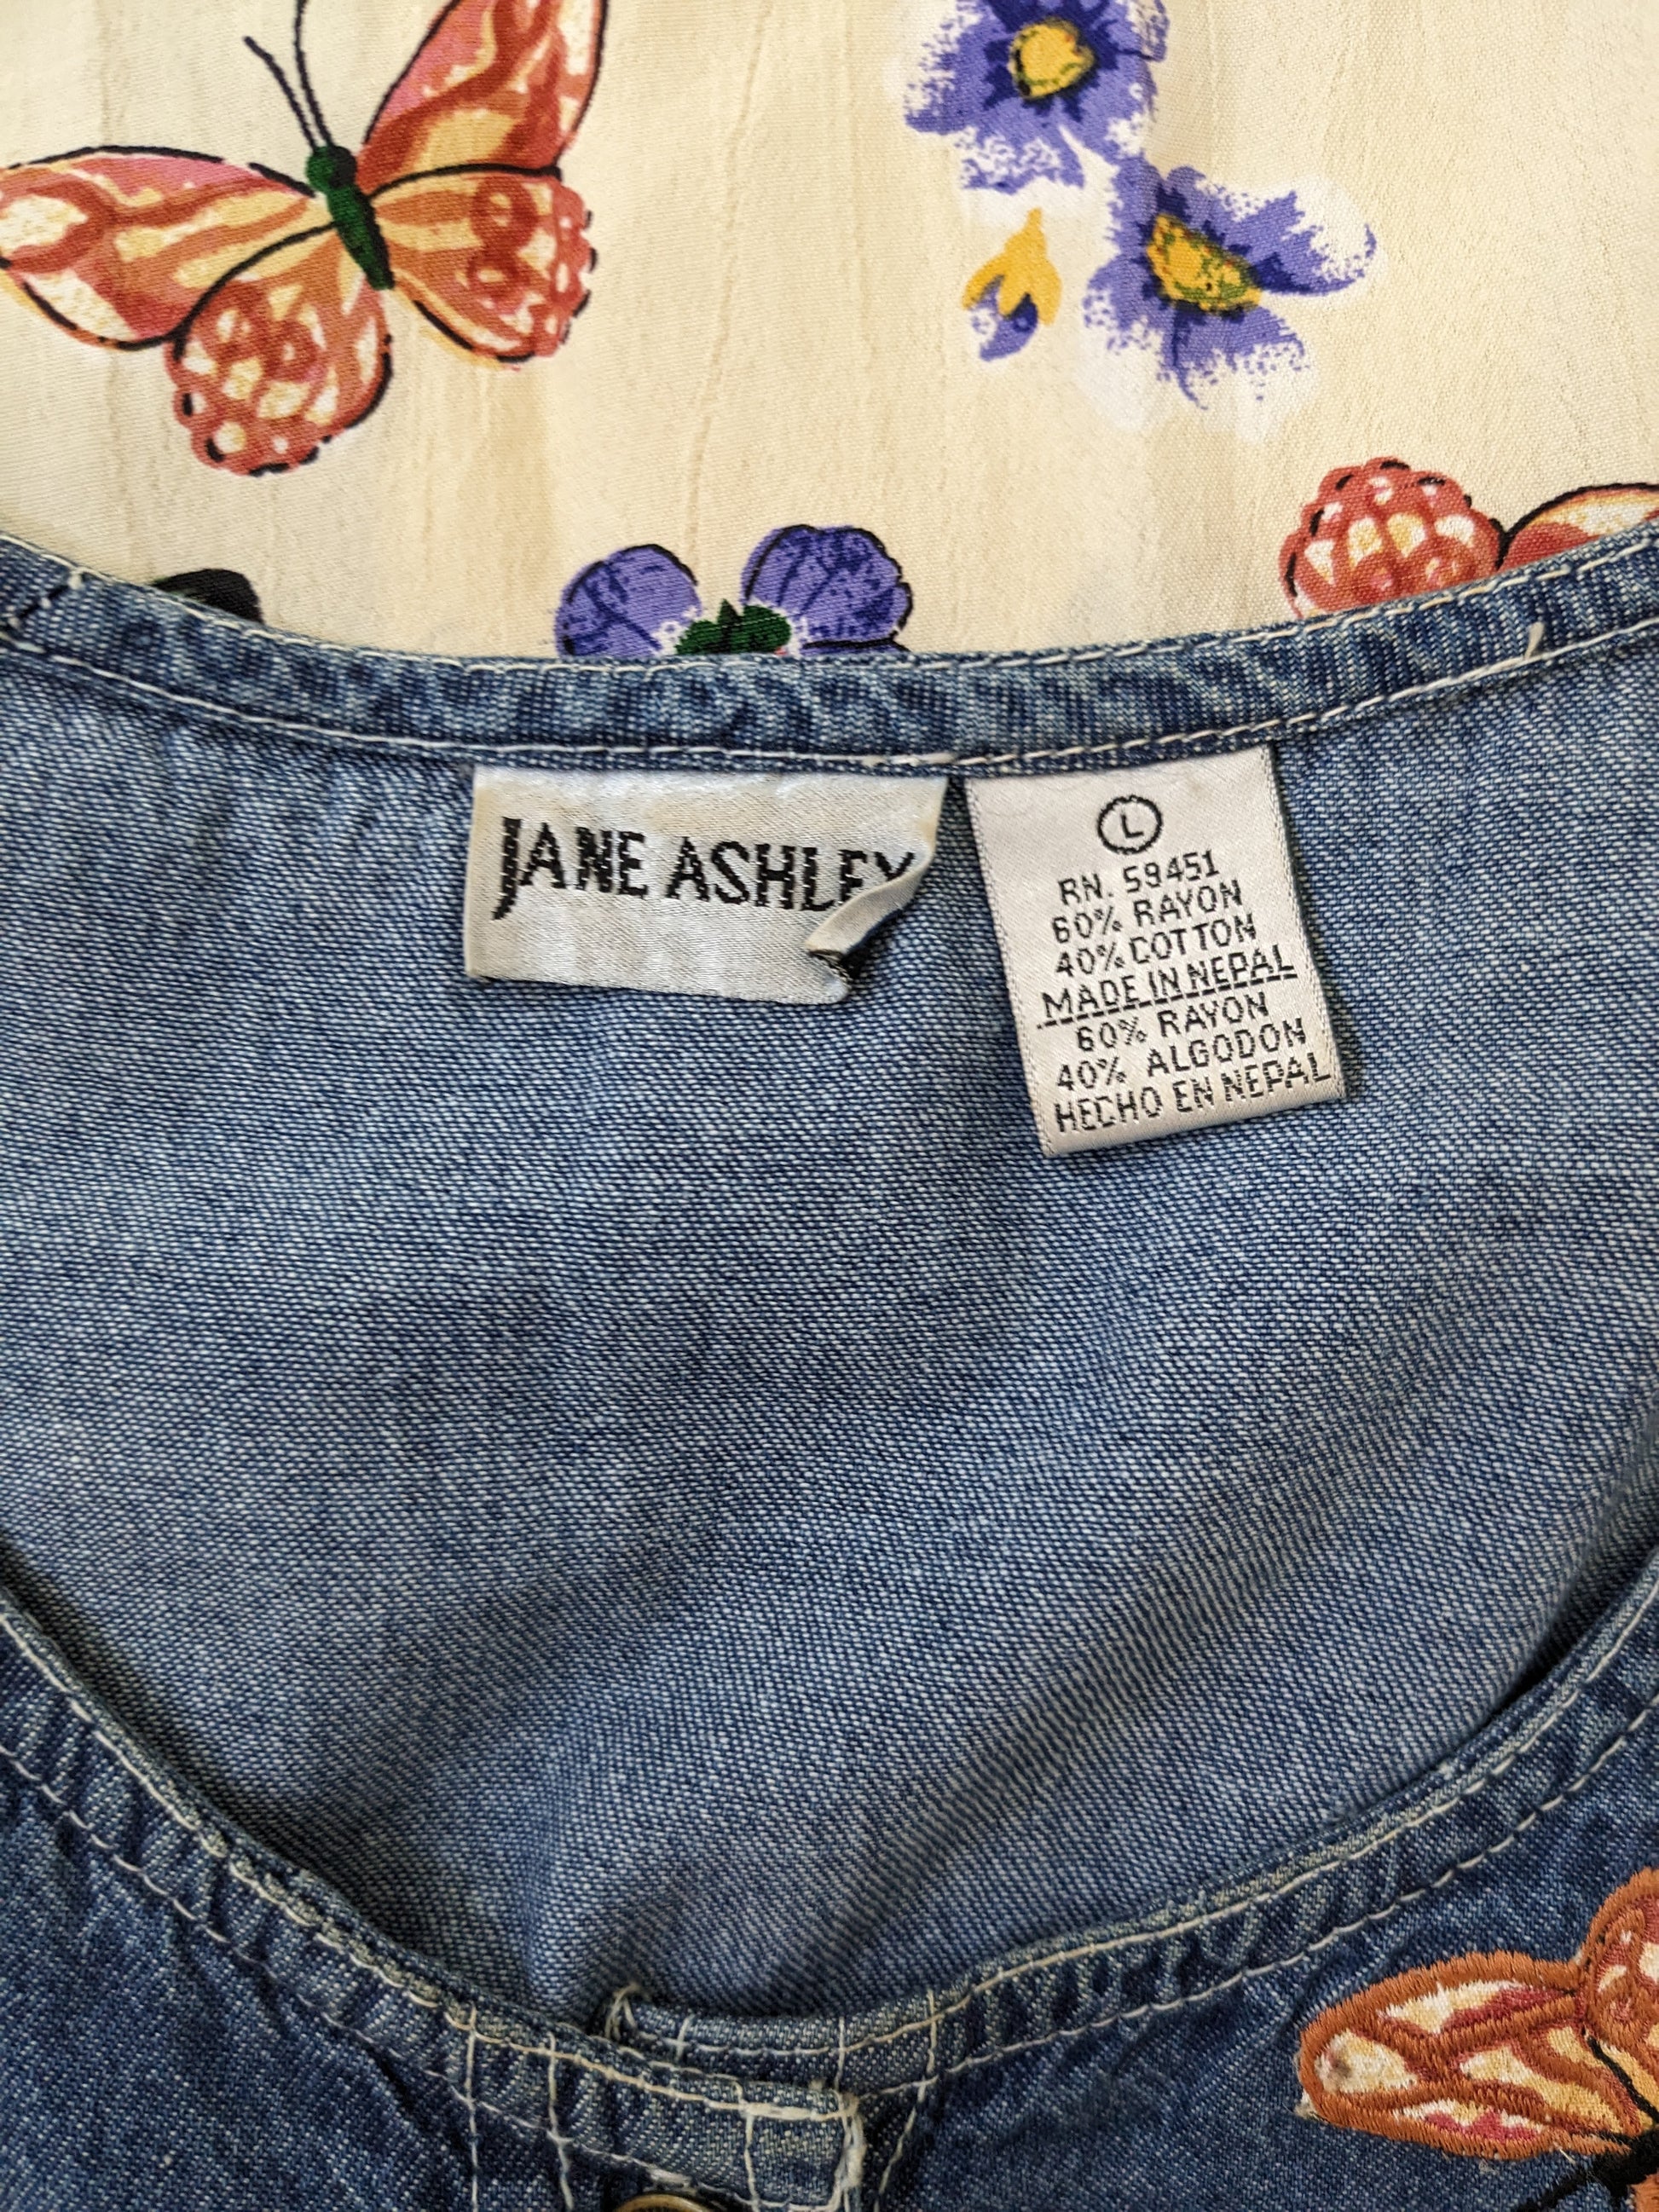 JANE ASHLEY
L
RN. 59451
60% RAYON
40% COTTON
MADE IN NEPAL
60% RAYON
40% ALGODON
HECHO EN NEPAL